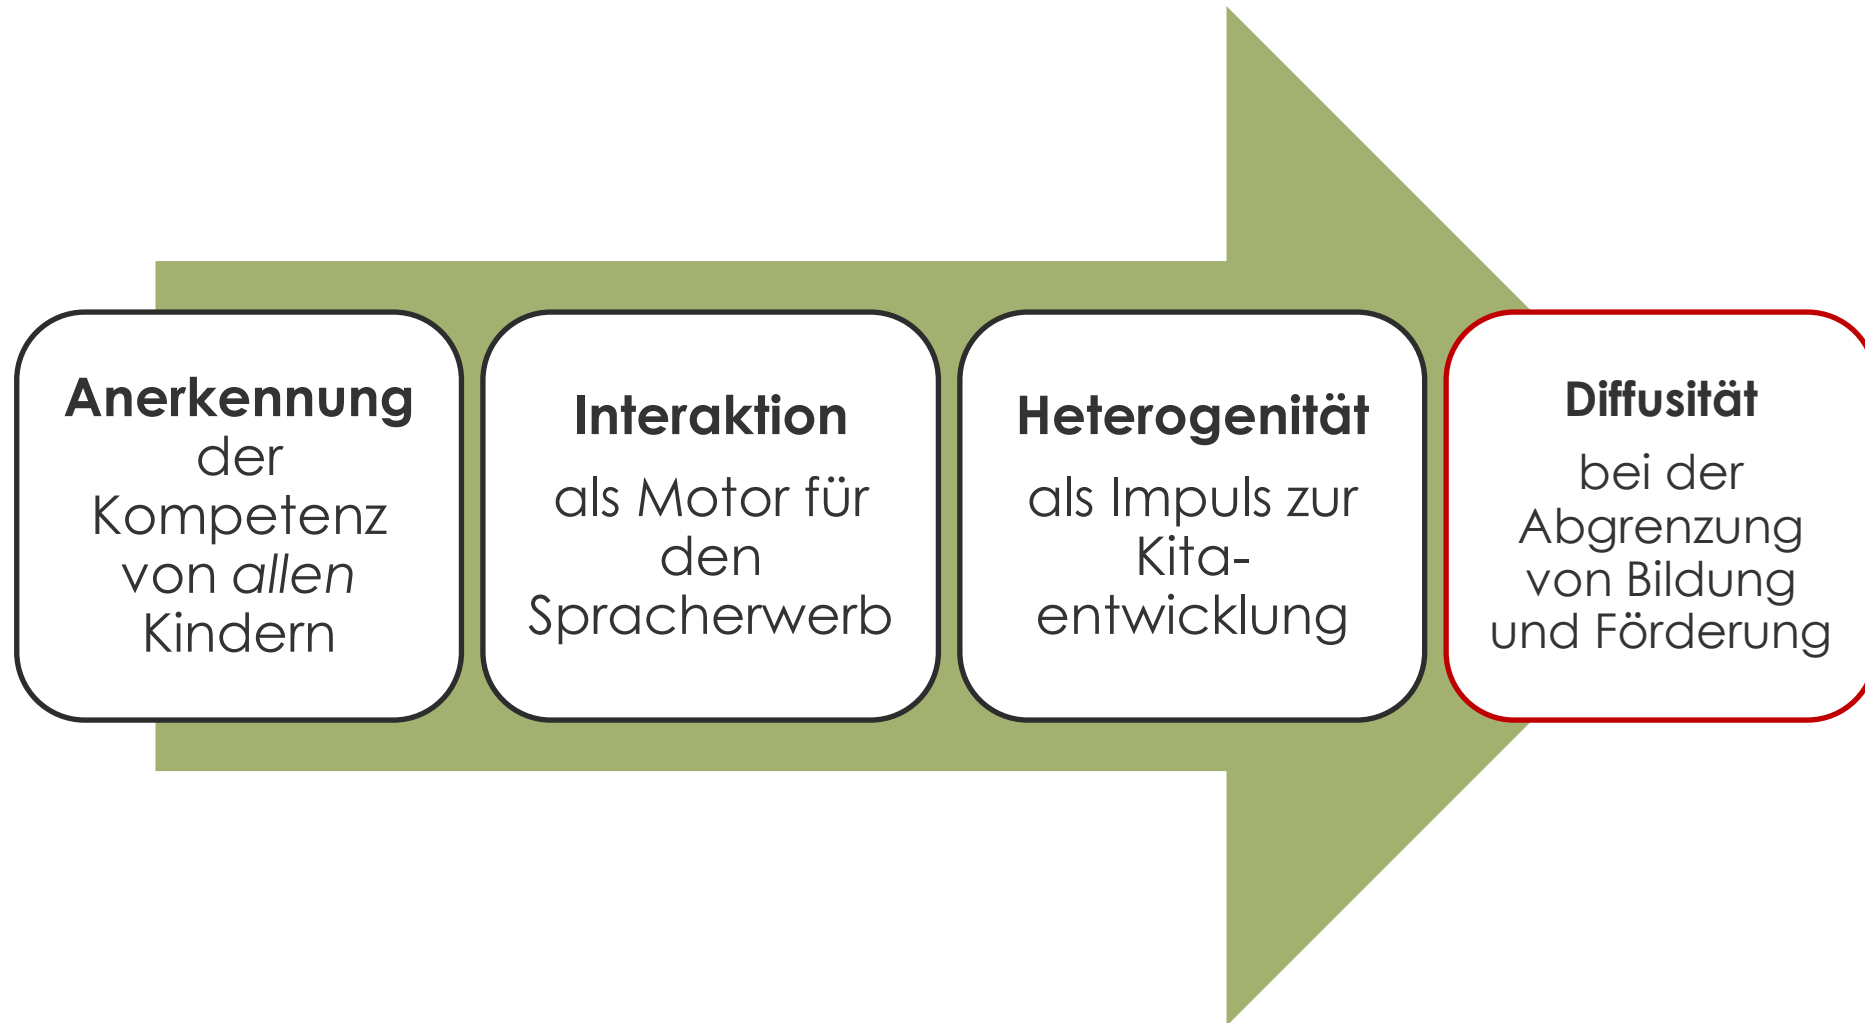 Anerkennung
der
Kompetenz
von allen
Kindern
Interaktion
als Motor für
den
Spracherwerb
Heterogenität
als Impuls zur
Kita-
entwicklung
Diffusität
bei der
Abgrenzung
von Bildung
und Förderung